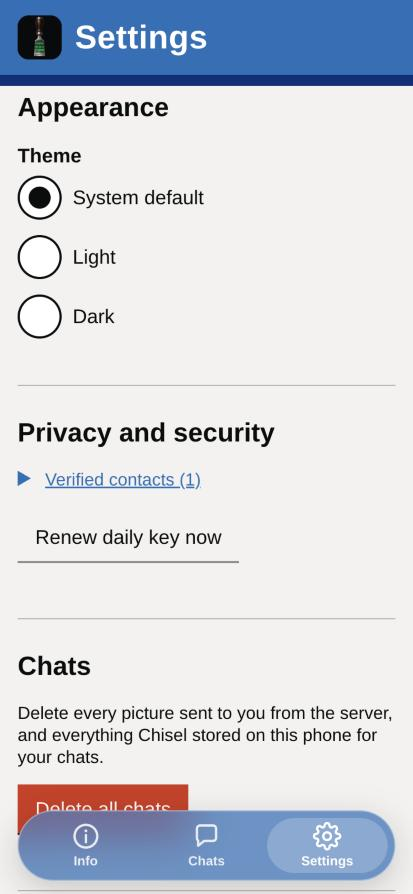 Settings
Appearance
Theme
System default
Light
Dark
Privacy and security
Verified contacts (1)
Renew daily key now
Chats
Delete every picture sent to you from the server,
and everything Chisel stored on this phone for
your chats.
Delete all chats
Info
Chats
Settings